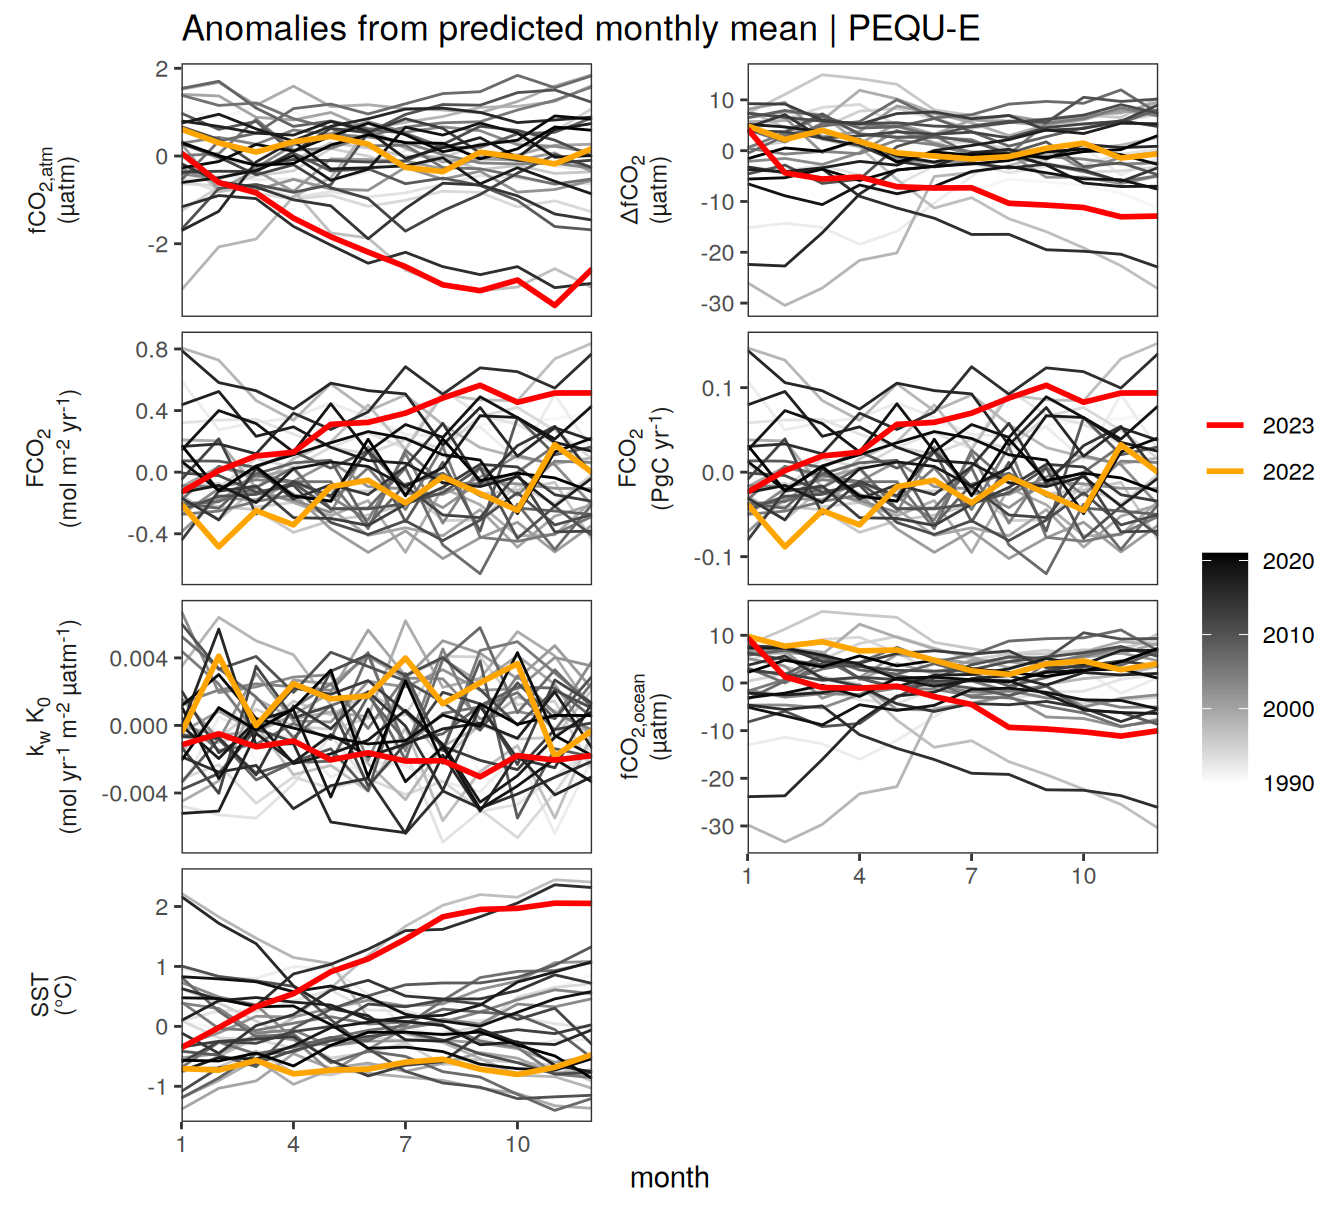 Anomalies from predicted monthly mean | PEQU-E
fCO2,atm
(µatm)
2
0
-2
ΔfCO2
(µatm)
10
0
-10
-20
-30
FCO2
(mol m-2 yr-1)
0.8
0.4
0.0
-0.4
FCO2
(PgC yr-1)
0.1
0.0
-0.1
kw K0
(mol yr-1 m-2 µatm-1)
0.004
0.000
-0.004
fCO2,ocean
(µatm)
10
0
-10
-20
-30
1 4 7 10
SST
(°C)
2
1
0
-1
1 4 7 10
month
2023
2022
2020
2010
2000
1990